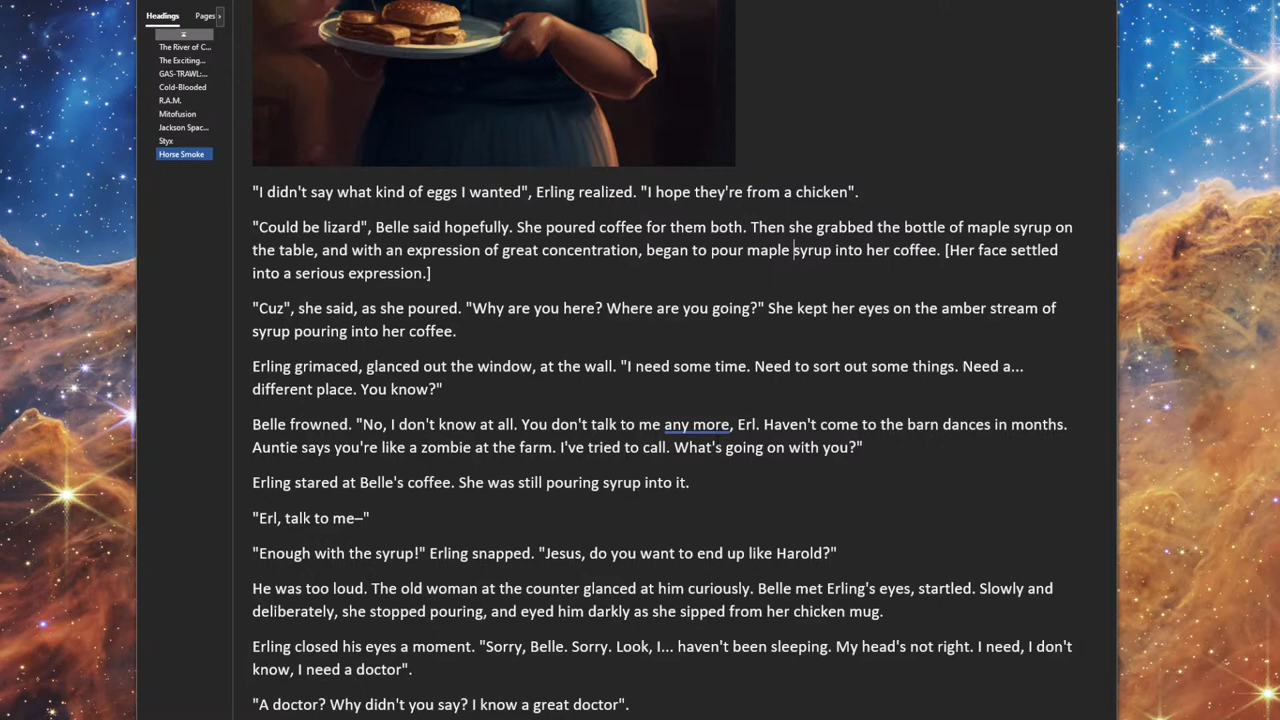 Headings Pages
The River of C...
The Exciting...
GAS-TRAWL:...
Cold-Blooded
R.A.M.
Mitofusion
Jackson Spac...
Styx
Horse Smoke
"I didn't say what kind of eggs I wanted", Erling realized. "I hope they're from a chicken".
"Could be lizard", Belle said hopefully. She poured coffee for them both. Then she grabbed the bottle of maple syrup on
the table, and with an expression of great concentration, began to pour maple syrup into her coffee. [Her face settled
into a serious expression.]
"Cuz", she said, as she poured. "Why are you here? Where are you going?" She kept her eyes on the amber stream of
syrup pouring into her coffee.
Erling grimaced, glanced out the window, at the wall. "I need some time. Need to sort out some things. Need a...
different place. You know?"
Belle frowned. "No, I don't know at all. You don't talk to me any more, Erl. Haven't come to the barn dances in months.
Auntie says you're like a zombie at the farm. I've tried to call. What's going on with you?"
Erling stared at Belle's coffee. She was still pouring syrup into it.
"Erl, talk to me–"
"Enough with the syrup!" Erling snapped. "Jesus, do you want to end up like Harold?"
He was too loud. The old woman at the counter glanced at him curiously. Belle met Erling's eyes, startled. Slowly and
deliberately, she stopped pouring, and eyed him darkly as she sipped from her chicken mug.
Erling closed his eyes a moment. "Sorry, Belle. Sorry. Look, I... haven't been sleeping. My head's not right. I need, I don't
know, I need a doctor".
"A doctor? Why didn't you say? I know a great doctor".